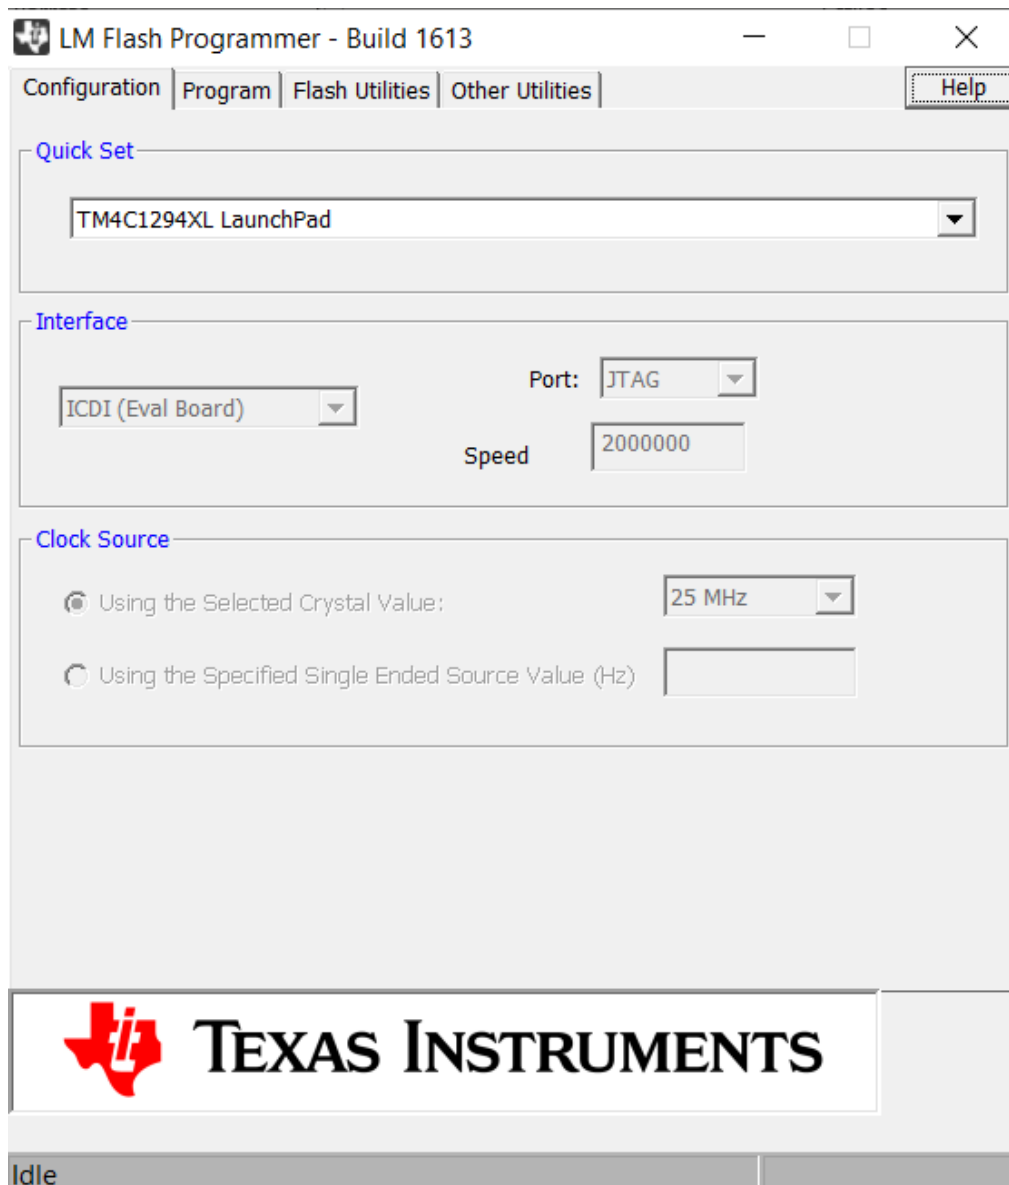 LM Flash Programmer - Build 1613
Configuration Program Flash Utilities Other Utilities Help
Quick Set
TM4C1294XL LaunchPad
Interface
Port: JTAG
ICDI (Eval Board)
Speed 2000000
Clock Source
Using the Selected Crystal Value: 25 MHz
Using the Specified Single Ended Source Value (Hz)
TEXAS INSTRUMENTS
Idle